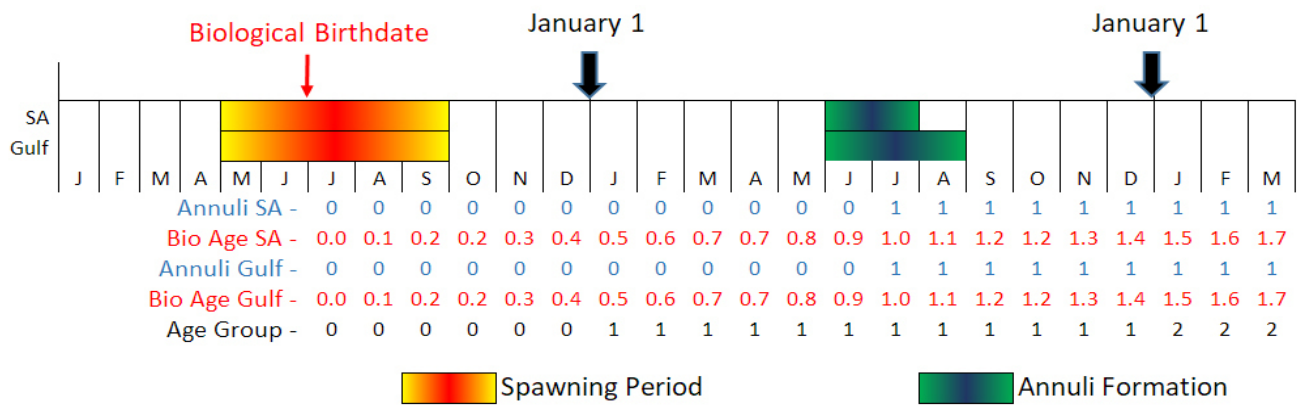 January 1
January 1
Biological Birthdate
SA
Gulf
J F M A M J J A S O N D J F M A M J J A S O N D J F M
Annuli SA - 0 0 0 0 0 0 0 0 0 0 0 0 1 1 1 1 1 1 1 1 1
Bio Age SA - 0.0 0.1 0.2 0.2 0.3 0.4 0.5 0.6 0.7 0.7 0.8 0.9 1.0 1.1 1.2 1.2 1.3 1.4 1.5 1.6 1.7
Annuli Gulf - 0 0 0 0 0 0 0 0 0 0 0 0 1 1 1 1 1 1 1 1 1
Bio Age Gulf - 0.0 0.1 0.2 0.2 0.3 0.4 0.5 0.6 0.7 0.7 0.8 0.9 1.0 1.1 1.2 1.2 1.3 1.4 1.5 1.6 1.7
Age Group - 0 0 0 0 0 0 1 1 1 1 1 1 1 1 1 1 1 1 2 2 2
Spawning Period
Annuli Formation